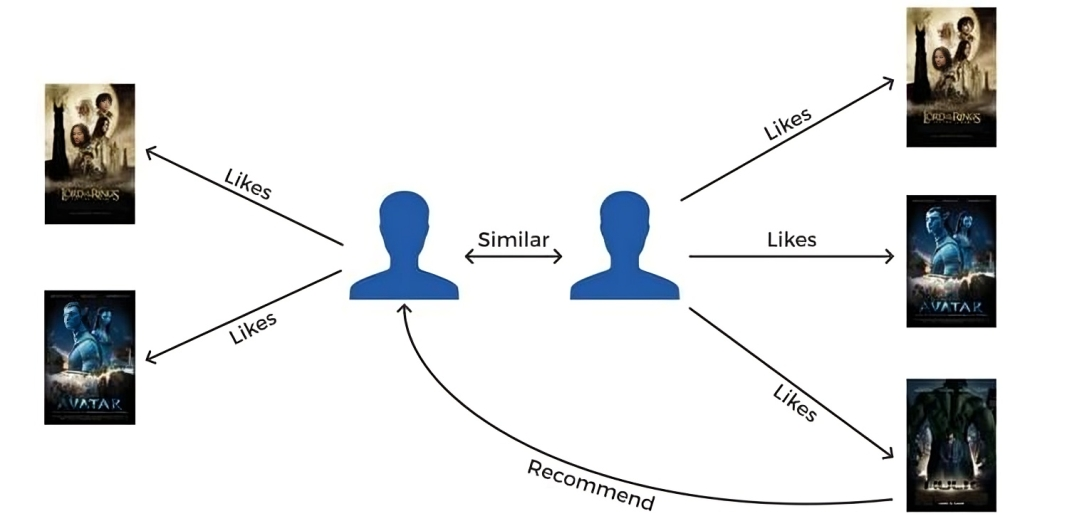 Likes
LORD OF THE RINGS
Likes
AVATAR
Similar
Likes
LORD OF THE RINGS
Likes
AVATAR
Likes
HULK
Recommend